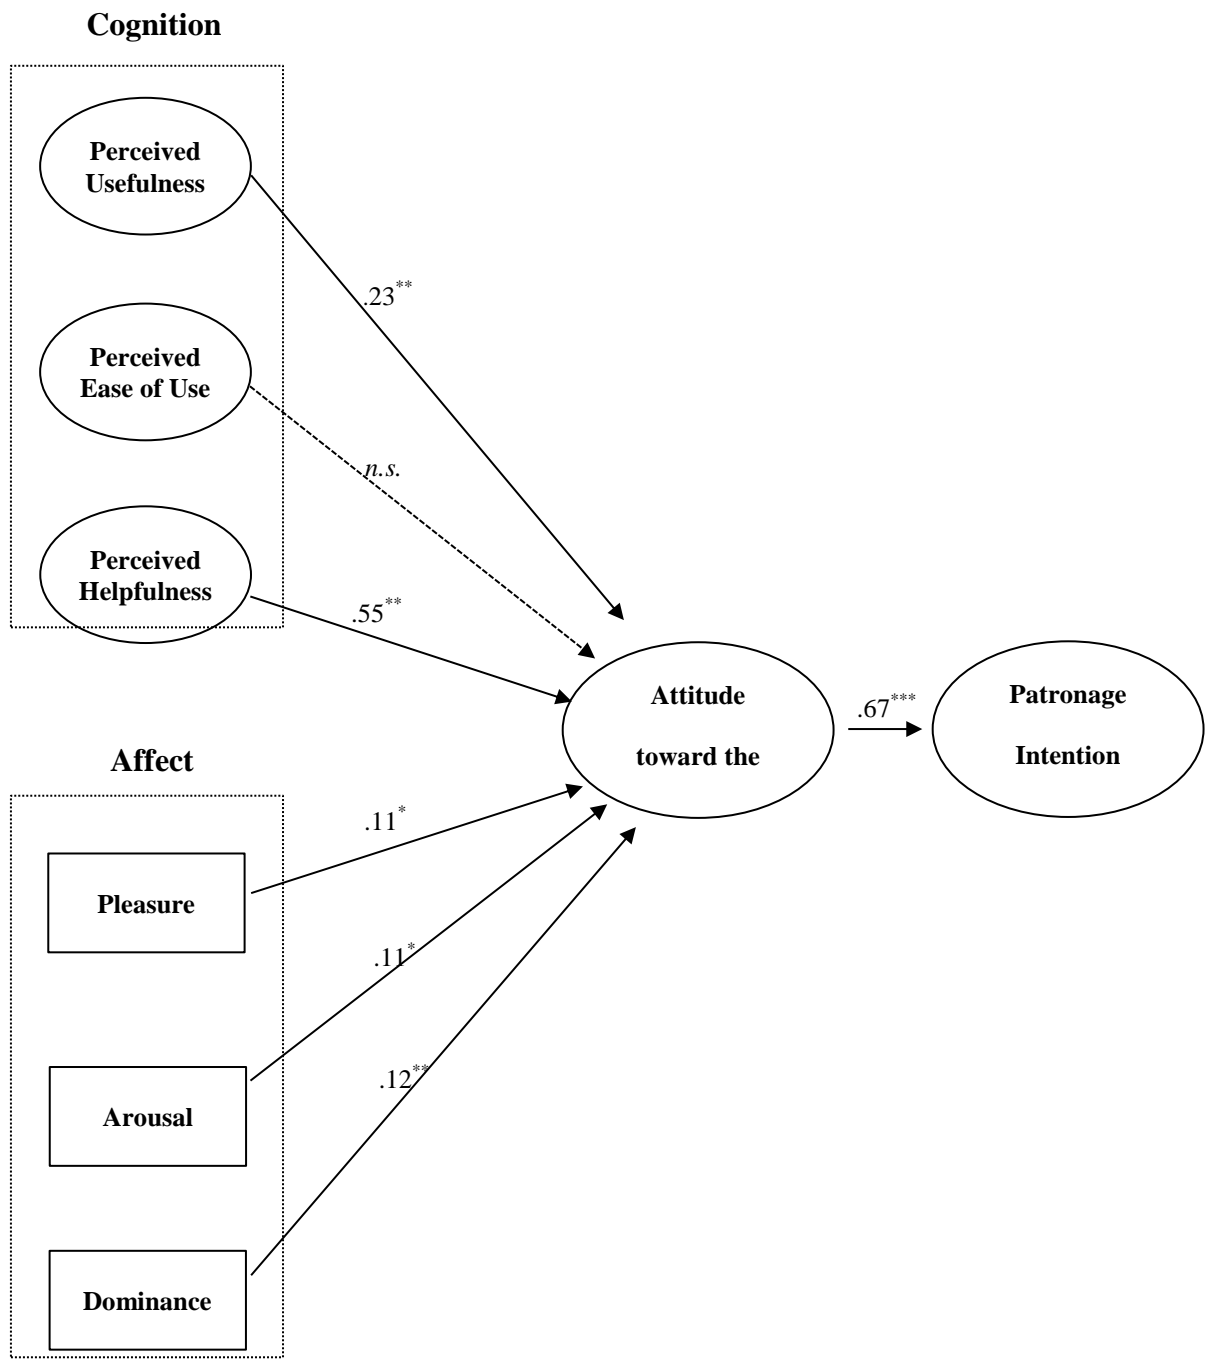 Cognition
Perceived
Usefulness
.23**
Perceived
Ease of Use
n.s.
Perceived
Helpfulness
.55**
Attitude
toward the
.67***
Patronage
Intention
Affect
.11*
Pleasure
.11*
Arousal
.12**
Dominance